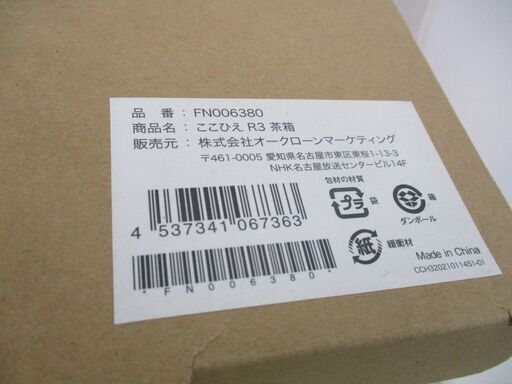 品 番 : FN006380
商品名 : ここひえ R3 茶箱
販売元 : 株式会社オークローンマーケティング
〒461-0005 愛知県名古屋市東区東桜1-13-3
NHK名古屋放送センタービル14F
包材の材質
プラ 袋
箱
ダンボール
紙 緩衝材
4 537341 067363
*FN006380*
Made in China
CCH32021011451-01